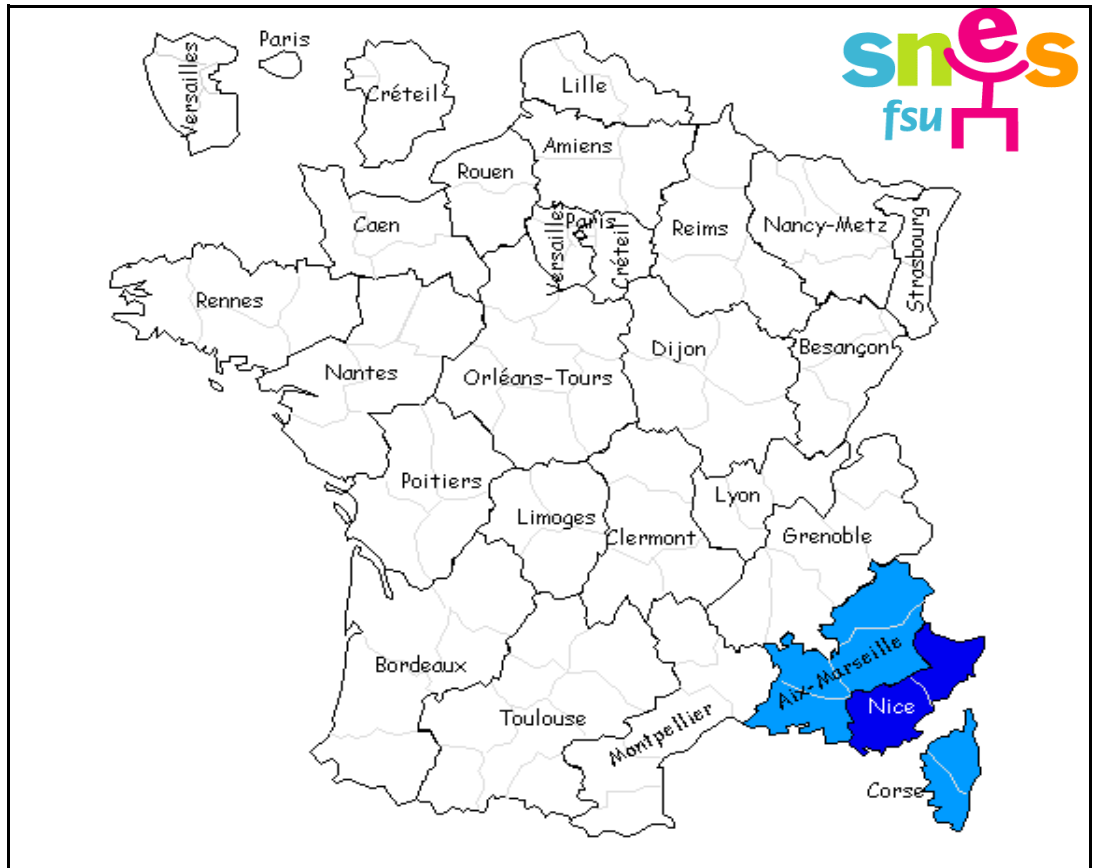 Versailles
Paris
Créteil
Lille
snes
fsu
Amiens
Rouen
Caen
Versailles
Paris
Créteil
Reims
Nancy-Metz
Strasbourg
Rennes
Nantes
Orléans-Tours
Dijon
Besançon
Poitiers
Limoges
Clermont
Lyon
Grenoble
Bordeaux
Toulouse
Montpellier
Aix-Marseille
Nice
Corse